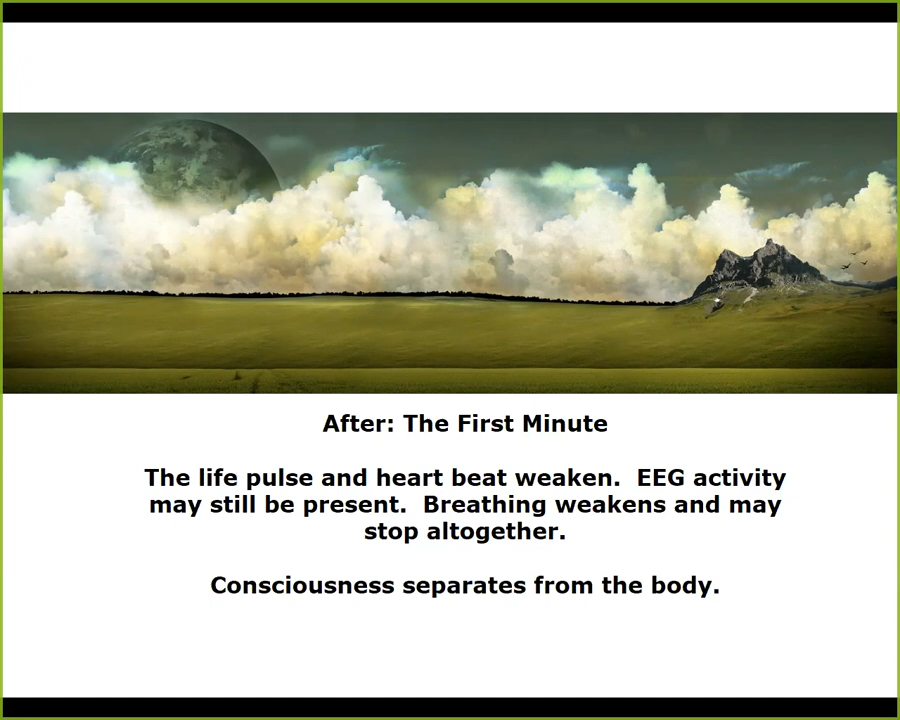 After: The First Minute
The life pulse and heart beat weaken.  EEG activity
may still be present.  Breathing weakens and may
stop altogether.
Consciousness separates from the body.